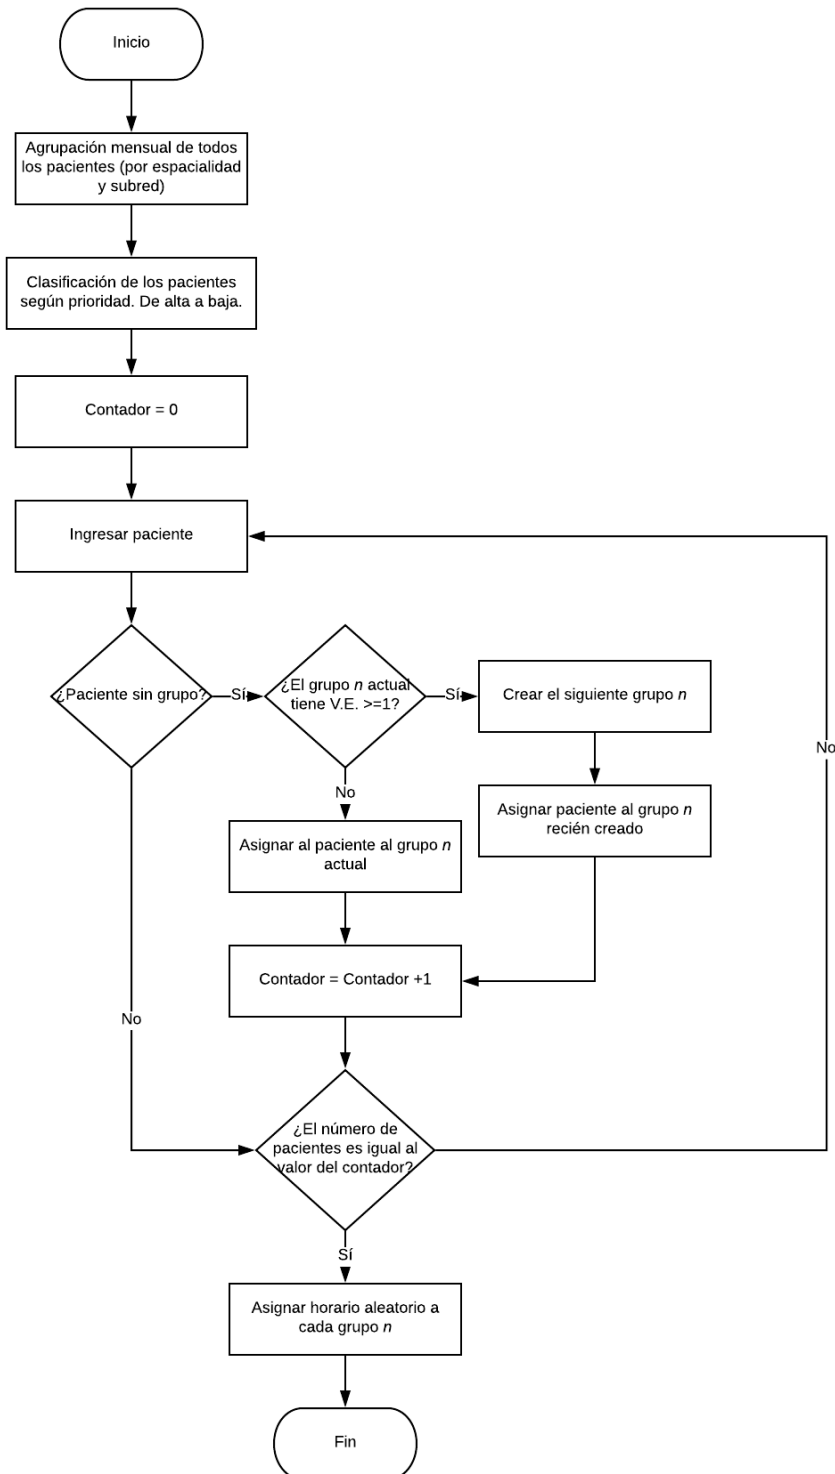 Inicio
Agrupación mensual de todos
los pacientes (por espacialidad
y subred)
Clasificación de los pacientes
según prioridad. De alta a baja.
Contador = 0
Ingresar paciente
¿Paciente sin grupo?
Sí
¿El grupo n actual
tiene V.E. >=1?
Sí
Crear el siguiente grupo n
No
No
Asignar paciente al grupo n
recién creado
Asignar al paciente al grupo n
actual
Contador = Contador +1
No
¿El número de
pacientes es igual al
valor del contador?
Sí
Asignar horario aleatorio a
cada grupo n
Fin